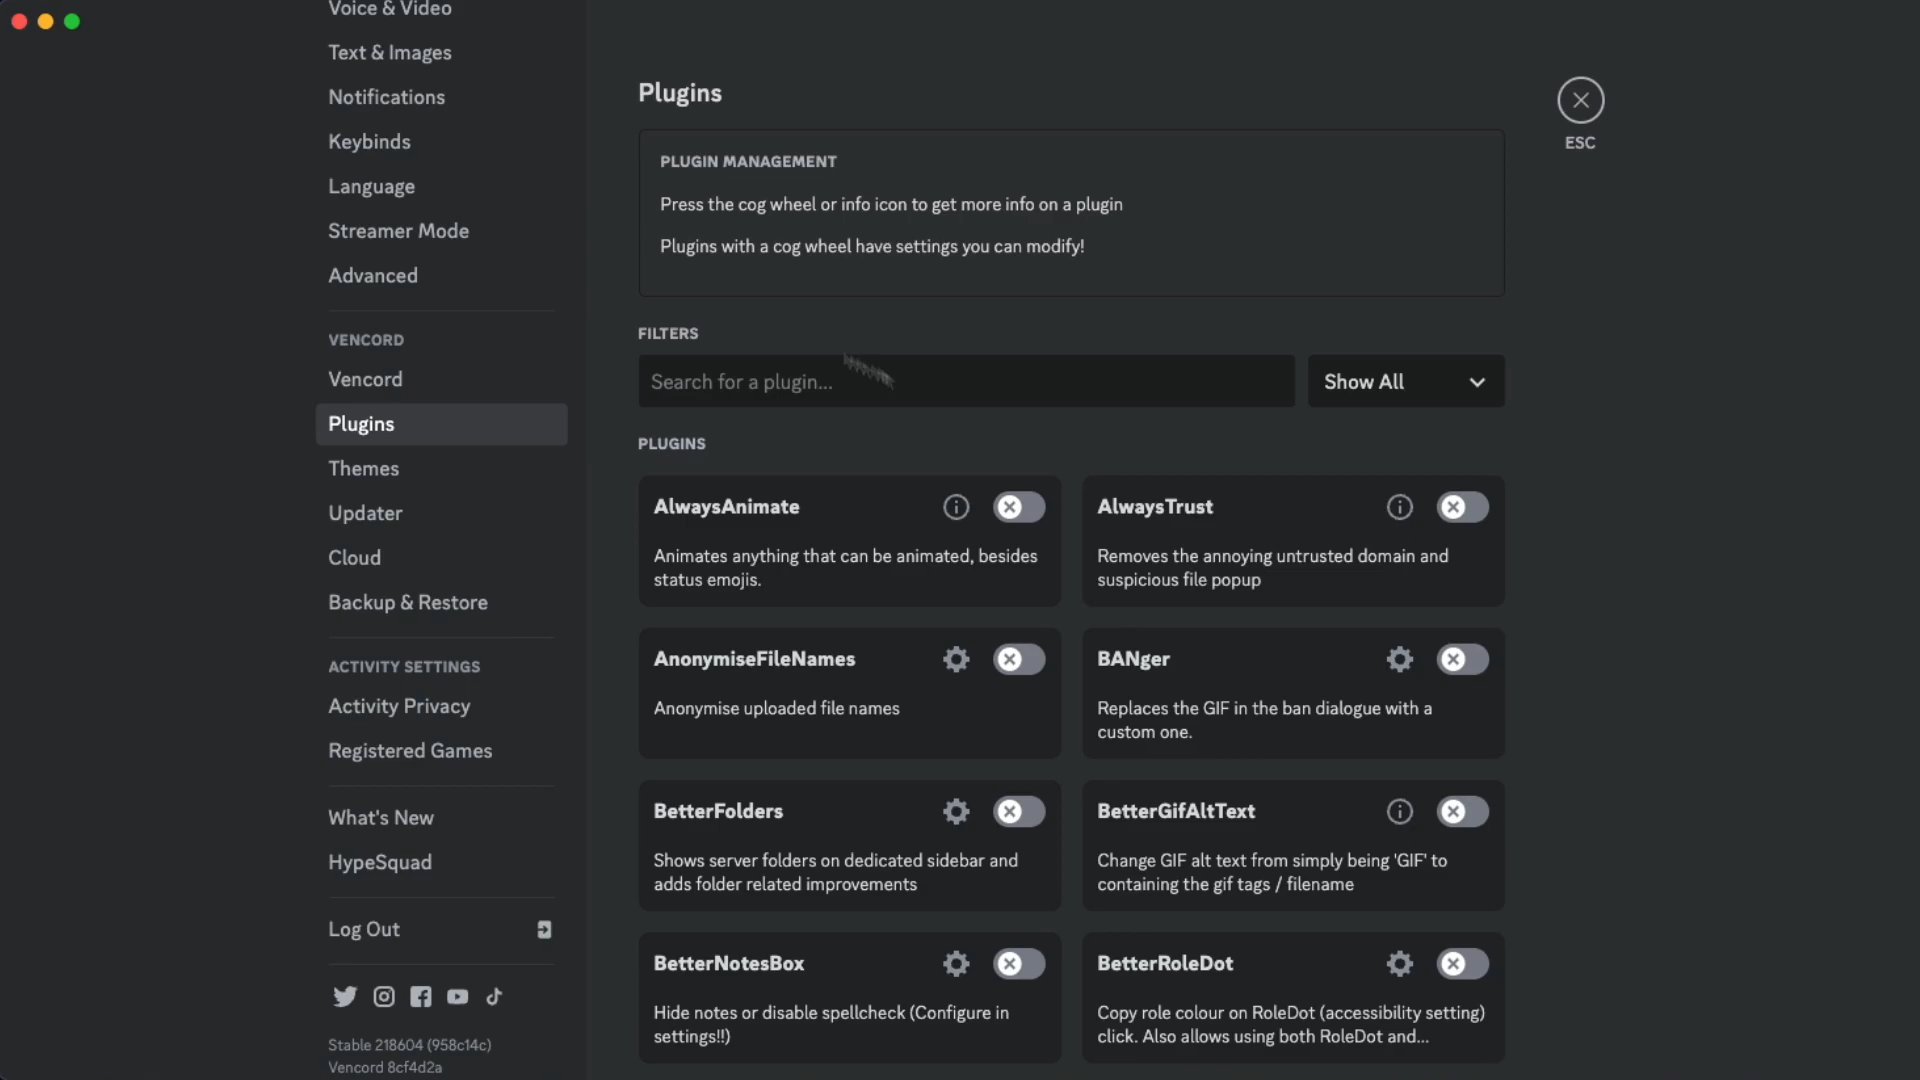 Voice & Video
Text & Images
Notifications
Keybinds
Language
Streamer Mode
Advanced
VENCORD
Vencord
Plugins
Themes
Updater
Cloud
Backup & Restore
ACTIVITY SETTINGS
Activity Privacy
Registered Games
What's New
HypeSquad
Log Out
Stable 218604 (958c14c)
Vencord 8cf4d2a
Plugins
ESC
PLUGIN MANAGEMENT
Press the cog wheel or info icon to get more info on a plugin
Plugins with a cog wheel have settings you can modify!
FILTERS
Search for a plugin...
Show All
PLUGINS
AlwaysAnimate
Animates anything that can be animated, besides
status emojis.
AlwaysTrust
Removes the annoying untrusted domain and
suspicious file popup
AnonymiseFileNames
Anonymise uploaded file names
BANger
Replaces the GIF in the ban dialogue with a
custom one.
BetterFolders
Shows server folders on dedicated sidebar and
adds folder related improvements
BetterGifAltText
Change GIF alt text from simply being 'GIF' to
containing the gif tags / filename
BetterNotesBox
Hide notes or disable spellcheck (Configure in
settings!!)
BetterRoleDot
Copy role colour on RoleDot (accessibility setting)
click. Also allows using both RoleDot and...